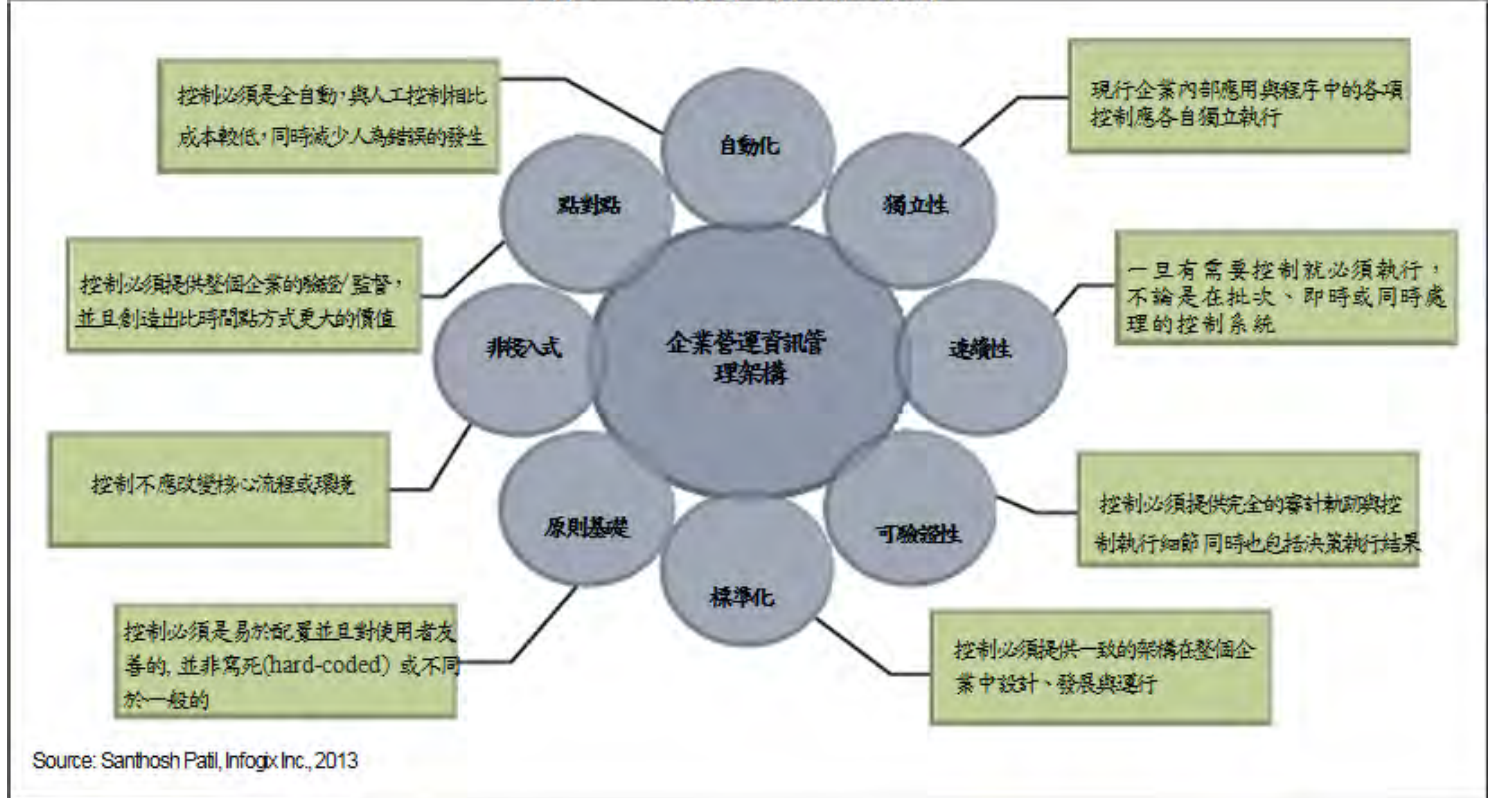 控制必須是全自動,與人工控制相比
成本較低,同時減少人為錯誤的發生
現行企業內部應用與程序中的各項
控制應各自獨立執行
自動化
點對點
獨立性
控制必須提供整個企業的驗證/監督,
並且創造出比時間點方式更大的價值
一旦有需要控制就必須執行,
不論是在批次、即時或同時處
理的控制系統
非侵入式
企業營運資訊管
理架構
連續性
控制不應改變核心流程或環境
原則基礎
可驗證性
控制必須提供完全的審計軌跡與控
制執行細節同時也包括決策執行結果
標準化
控制必須是易於配置並且對使用者友
善的, 並非寫死(hard-coded) 或不同
於一般的
控制必須提供一致的架構在整個企
業中設計、發展與運行
Source: Santhosh Patil, Infogix Inc., 2013